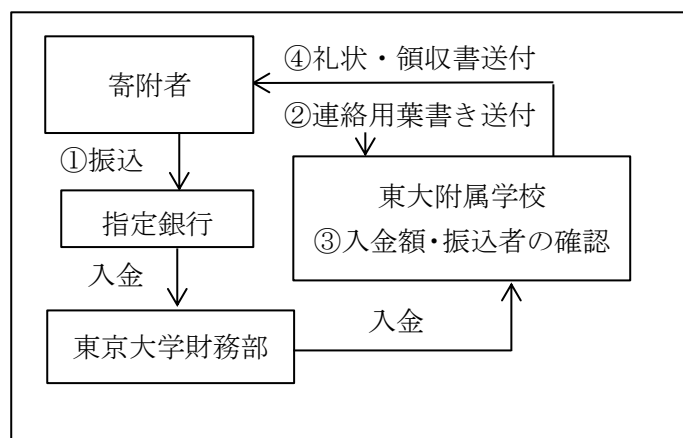 ④礼状・領収書送付
寄附者
②連絡用葉書き送付
①振込
東大附属学校
指定銀行
③入金額・振込者の確認
入金
入金
東京大学財務部